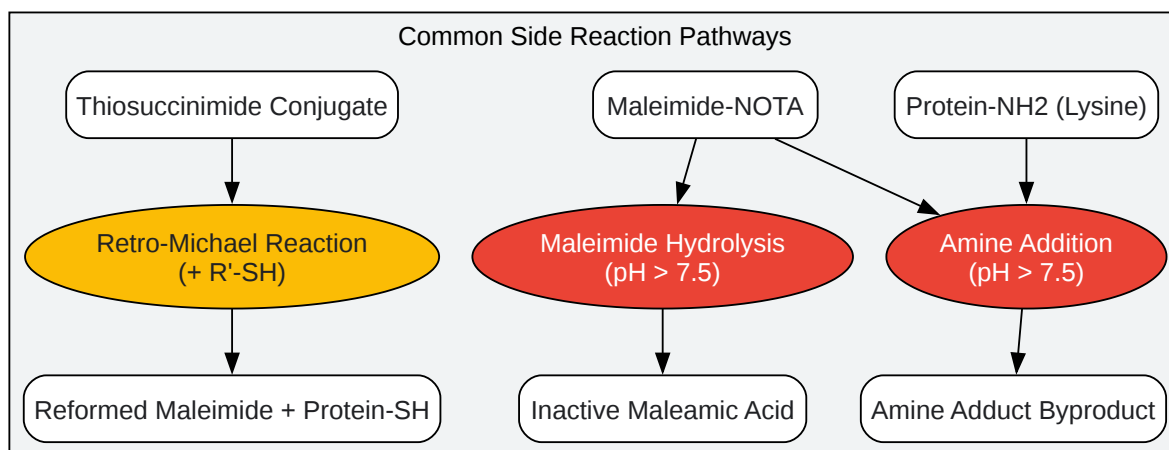 Common Side Reaction Pathways
Thiosuccinimide Conjugate
Maleimide-NOTA
Protein-NH2 (Lysine)
Retro-Michael Reaction
(+ R'-SH)
Maleimide Hydrolysis
(pH > 7.5)
Amine Addition
(pH > 7.5)
Reformed Maleimide + Protein-SH
Inactive Maleamic Acid
Amine Adduct Byproduct